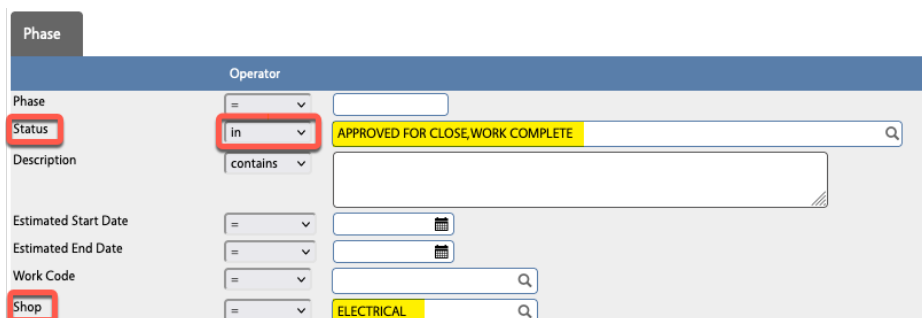 Phase
Operator
Phase =
Status in APPROVED FOR CLOSE,WORK COMPLETE
Description contains
Estimated Start Date =
Estimated End Date =
Work Code =
Shop = ELECTRICAL